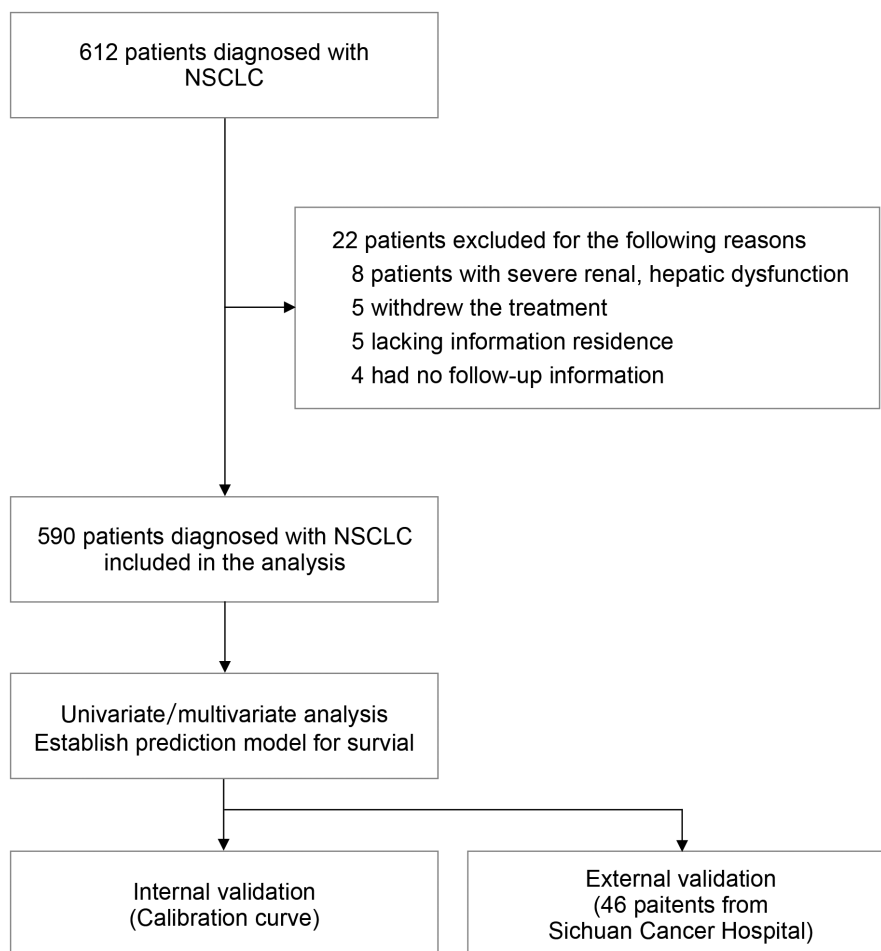 612 patients diagnosed with
NSCLC
22 patients excluded for the following reasons
8 patients with severe renal, hepatic dysfunction
5 withdrew the treatment
5 lacking information residence
4 had no follow-up information
590 patients diagnosed with NSCLC
included in the analysis
Univariate/multivariate analysis
Establish prediction model for survial
Internal validation
(Calibration curve)
External validation
(46 paitents from
Sichuan Cancer Hospital)